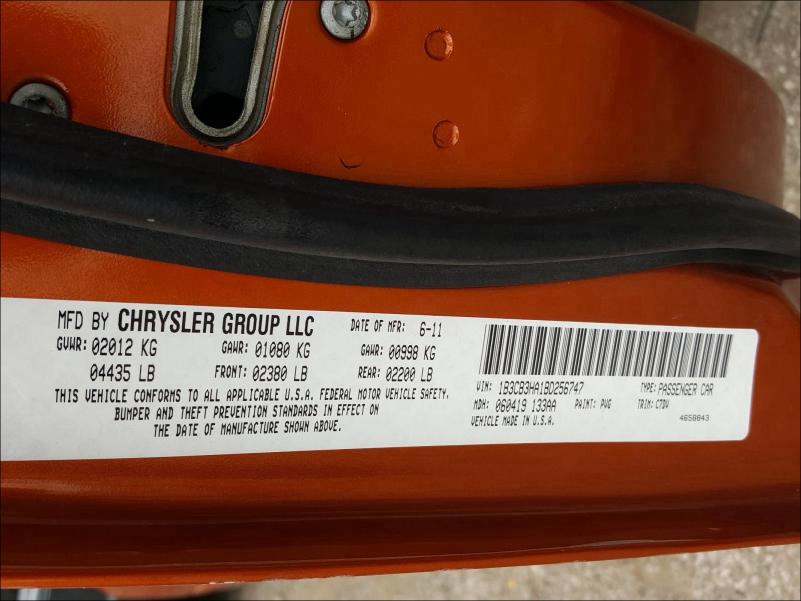 MFD BY CHRYSLER GROUP LLC DATE OF MFR: 6-11
GVWR: 02012 KG GAWR: 01080 KG GAWR: 00998 KG
04435 LB FRONT: 02380 LB REAR: 02200 LB
THIS VEHICLE CONFORMS TO ALL APPLICABLE U.S.A. FEDERAL MOTOR VEHICLE SAFETY,
BUMPER AND THEFT PREVENTION STANDARDS IN EFFECT ON
THE DATE OF MANUFACTURE SHOWN ABOVE.
VIN: 1B3CB3HA1BD256747 TYPE: PASSENGER CAR
MDH: 060419 133AA PAINT: PVG TRIM: C7DV
VEHICLE MADE IN U.S.A. 4658843